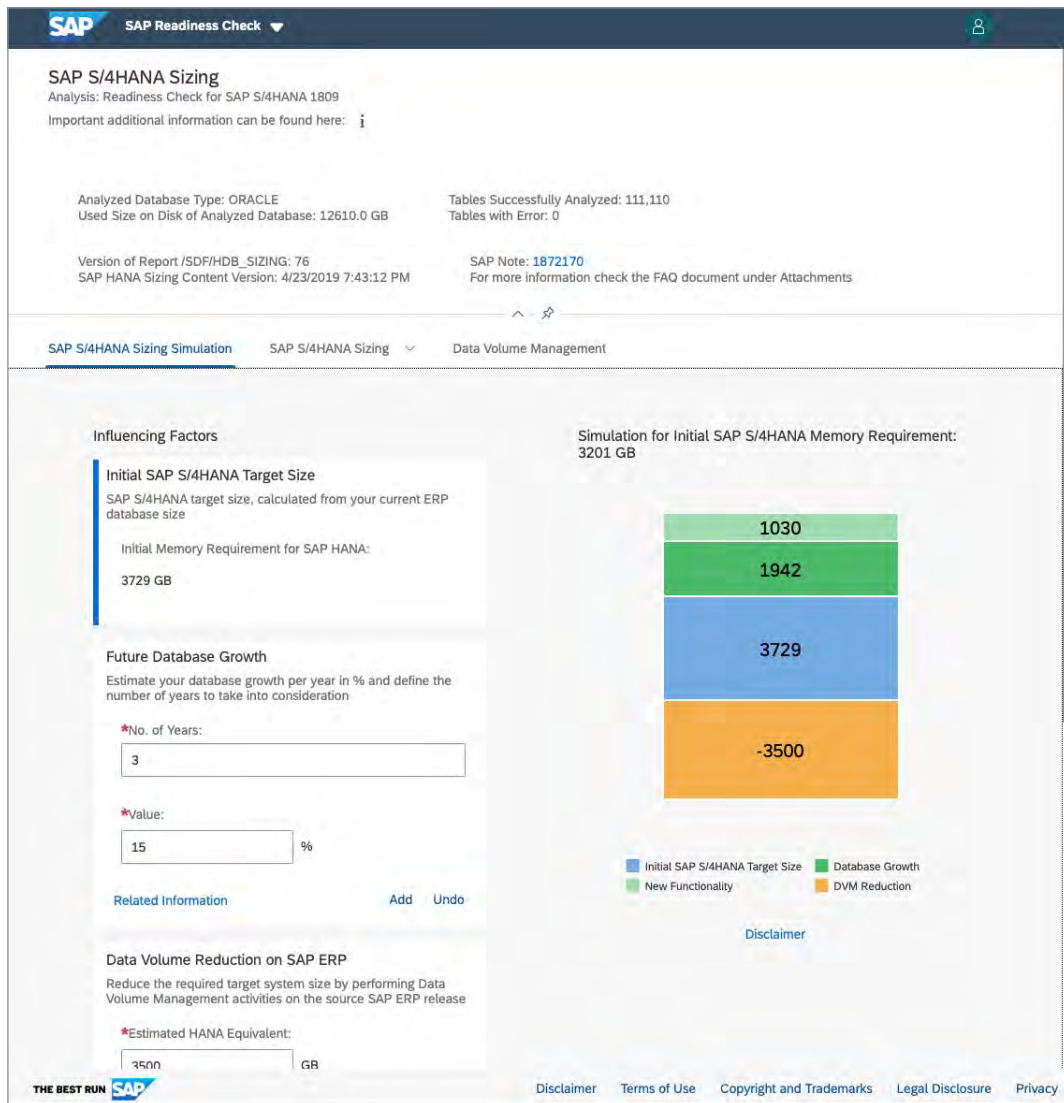 SAP SAP Readiness Check
SAP S/4HANA Sizing
Analysis: Readiness Check for SAP S/4HANA 1809
Important additional information can be found here: i
Analyzed Database Type: ORACLE
Used Size on Disk of Analyzed Database: 12610.0 GB
Tables Successfully Analyzed: 111,110
Tables with Error: 0
Version of Report /SDF/HDB_SIZING: 76
SAP HANA Sizing Content Version: 4/23/2019 7:43:12 PM
SAP Note: 1872170
For more information check the FAQ document under Attachments
SAP S/4HANA Sizing Simulation SAP S/4HANA Sizing Data Volume Management
Influencing Factors
Initial SAP S/4HANA Target Size
SAP S/4HANA target size, calculated from your current ERP
database size
Initial Memory Requirement for SAP HANA:
3729 GB
Future Database Growth
Estimate your database growth per year in % and define the
number of years to take into consideration
*No. of Years:
3
*Value:
15 %
Related Information Add Undo
Data Volume Reduction on SAP ERP
Reduce the required target system size by performing Data
Volume Management activities on the source SAP ERP release
*Estimated HANA Equivalent:
3500 GB
Simulation for Initial SAP S/4HANA Memory Requirement:
3201 GB
1030
1942
3729
-3500
Initial SAP S/4HANA Target Size Database Growth
New Functionality DVM Reduction
Disclaimer
THE BEST RUN SAP Disclaimer Terms of Use Copyright and Trademarks Legal Disclosure Privacy